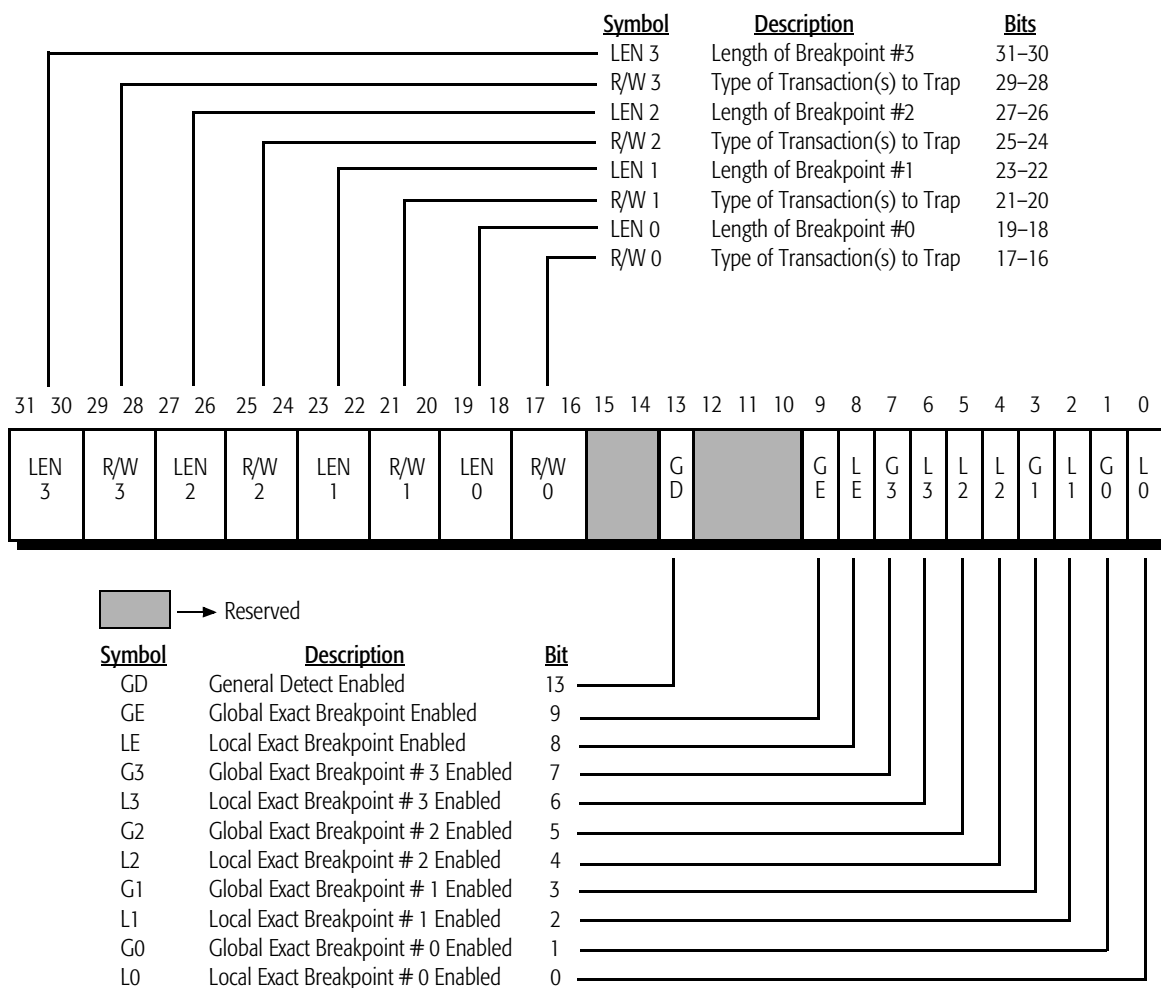 Symbol Description Bits
LEN 3 Length of Breakpoint #3 31–30
R/W 3 Type of Transaction(s) to Trap 29–28
LEN 2 Length of Breakpoint #2 27–26
R/W 2 Type of Transaction(s) to Trap 25–24
LEN 1 Length of Breakpoint #1 23–22
R/W 1 Type of Transaction(s) to Trap 21–20
LEN 0 Length of Breakpoint #0 19–18
R/W 0 Type of Transaction(s) to Trap 17–16
31 30 29 28 27 26 25 24 23 22 21 20 19 18 17 16 15 14 13 12 11 10 9 8 7 6 5 4 3 2 1 0
LEN R/W LEN R/W LEN R/W LEN R/W G G L G L L L G L G L
3 3 2 2 1 1 0 0 D E E 3 3 2 2 1 1 0 0
Reserved
Symbol Description Bit
GD General Detect Enabled 13
GE Global Exact Breakpoint Enabled 9
LE Local Exact Breakpoint Enabled 8
G3 Global Exact Breakpoint # 3 Enabled 7
L3 Local Exact Breakpoint # 3 Enabled 6
G2 Global Exact Breakpoint # 2 Enabled 5
L2 Local Exact Breakpoint # 2 Enabled 4
G1 Global Exact Breakpoint # 1 Enabled 3
L1 Local Exact Breakpoint # 1 Enabled 2
G0 Global Exact Breakpoint # 0 Enabled 1
L0 Local Exact Breakpoint # 0 Enabled 0